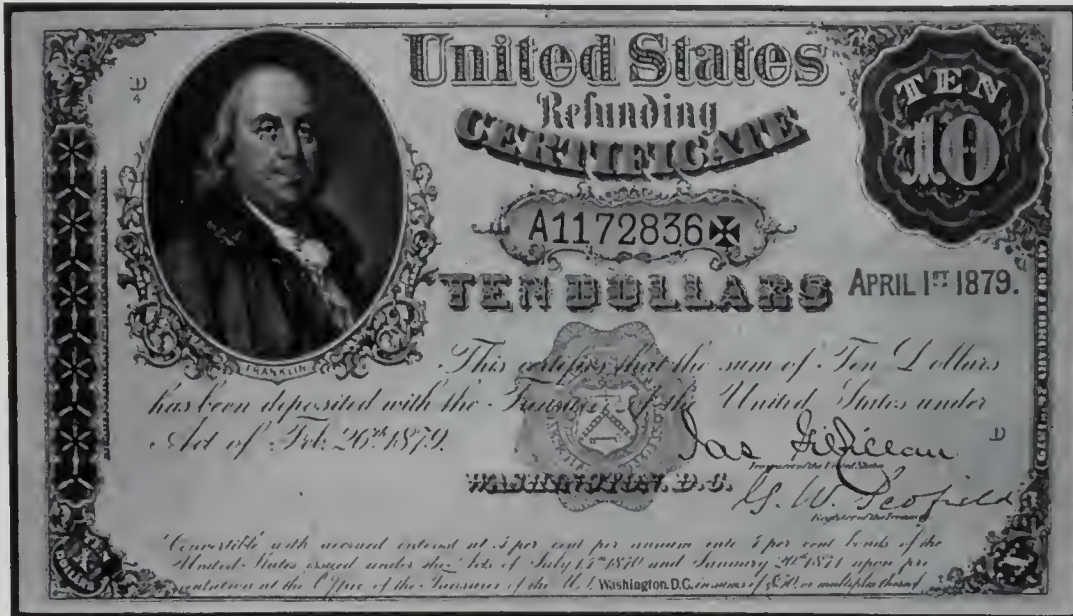 United States
Refunding
CERTIFICATE
TEN
10
D
4
A1172836✠
TEN DOLLARS
APRIL 1ST 1879.
FRANKLIN
This certifies that the sum of Ten Dollars
has been deposited with the Treasurer of the United States under
Act of Feb. 26th 1879.
D
Jas Gilfillan
Treasurer of the United States
WASHINGTON, D.C.
G. W. Scofield
Register of the Treasury
Convertible with accrued interest at 4 per cent per annum into 4 per cent bonds of the
United States issued under the Acts of July 14th 1870 and January 20th 1871 upon pre
sentation at the Office of the Treasurer of the U.S. Washington, D.C. in sums of $50. or multiples thereof
TEN
DOLLARS